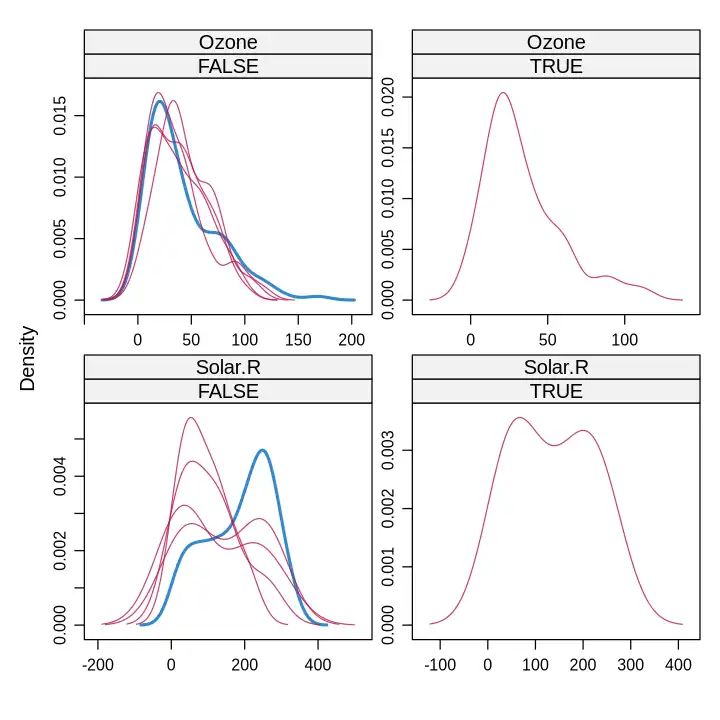 Density
Ozone
FALSE
0.000 0.005 0.010 0.015
0 50 100 150 200
Ozone
TRUE
0.000 0.005 0.010 0.015 0.020
0 50 100
Solar.R
FALSE
0.000 0.002 0.004
-200 0 200 400
Solar.R
TRUE
0.000 0.001 0.002 0.003
-100 0 100 200 300 400